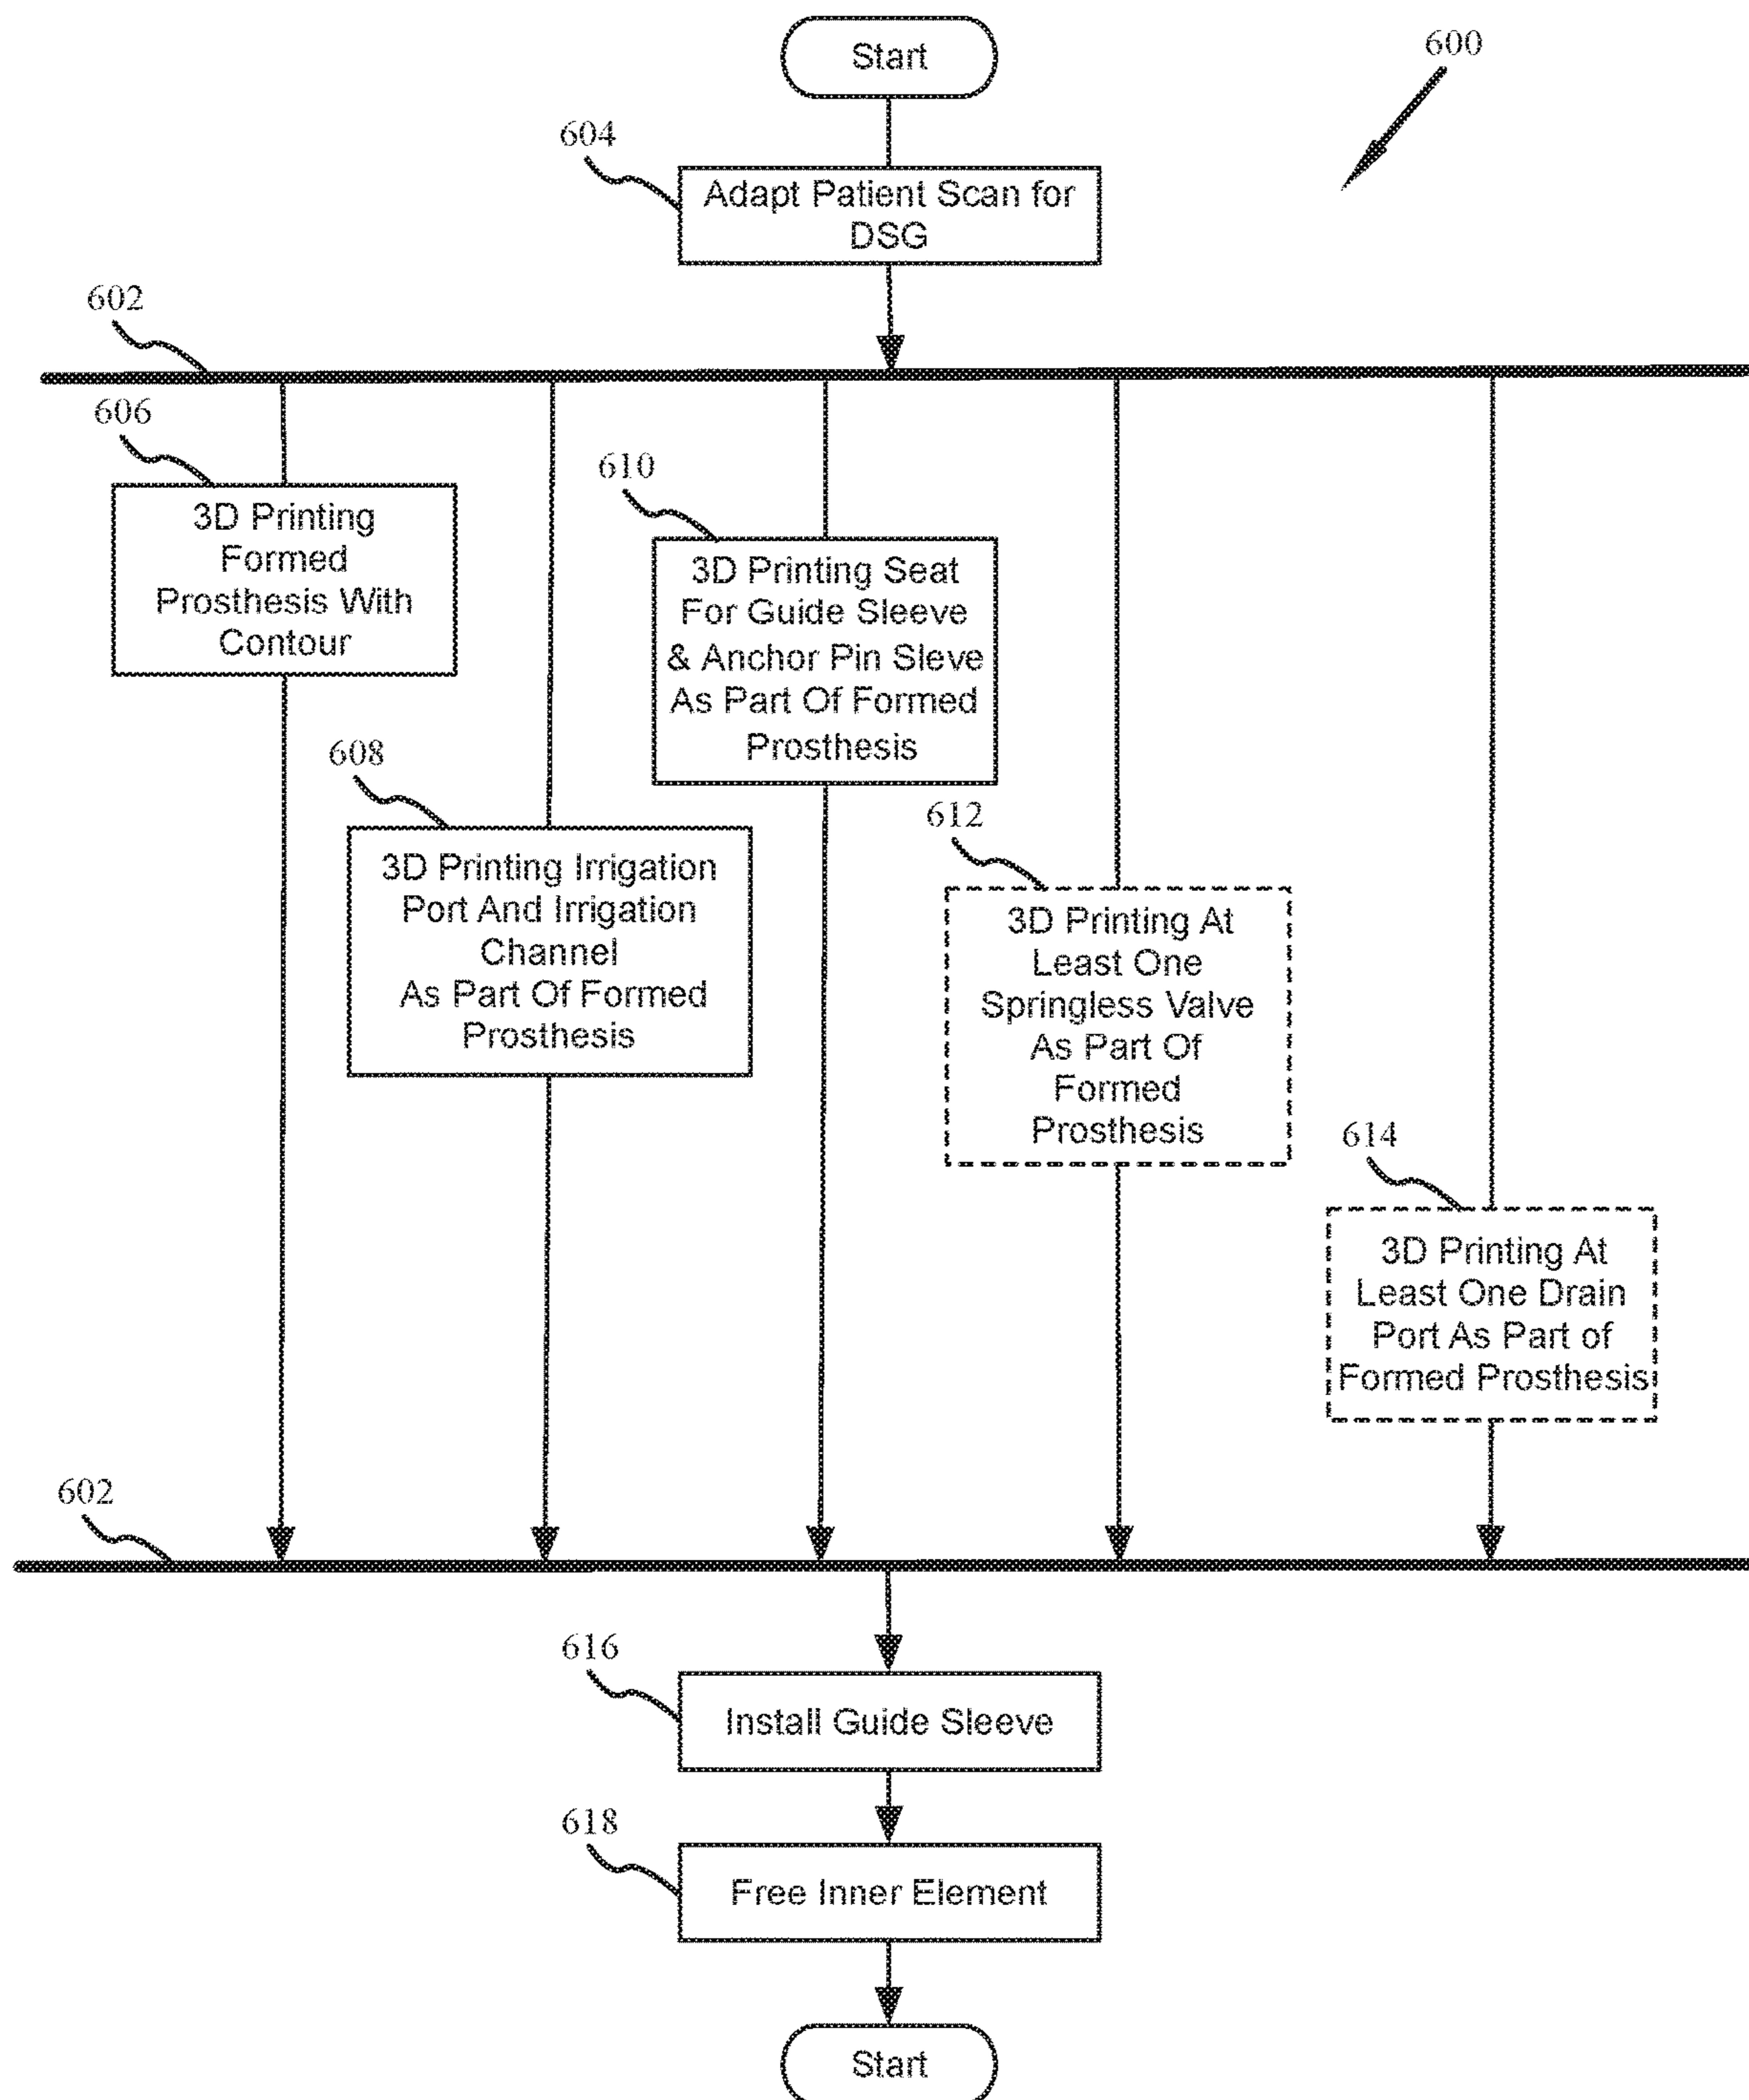 Start
600
604
Adapt Patient Scan for
DSG
602
606
3D Printing
Formed
Prosthesis With
Contour
610
3D Printing Seat
For Guide Sleeve
& Anchor Pin Sleve
As Part Of Formed
Prosthesis
608
3D Printing Irrigation
Port And Irrigation
Channel
As Part Of Formed
Prosthesis
612
3D Printing At
Least One
Springless Valve
As Part Of
Formed
Prosthesis
614
3D Printing At
Least One Drain
Port As Part of
Formed Prosthesis
602
616
Install Guide Sleeve
618
Free Inner Element
Start